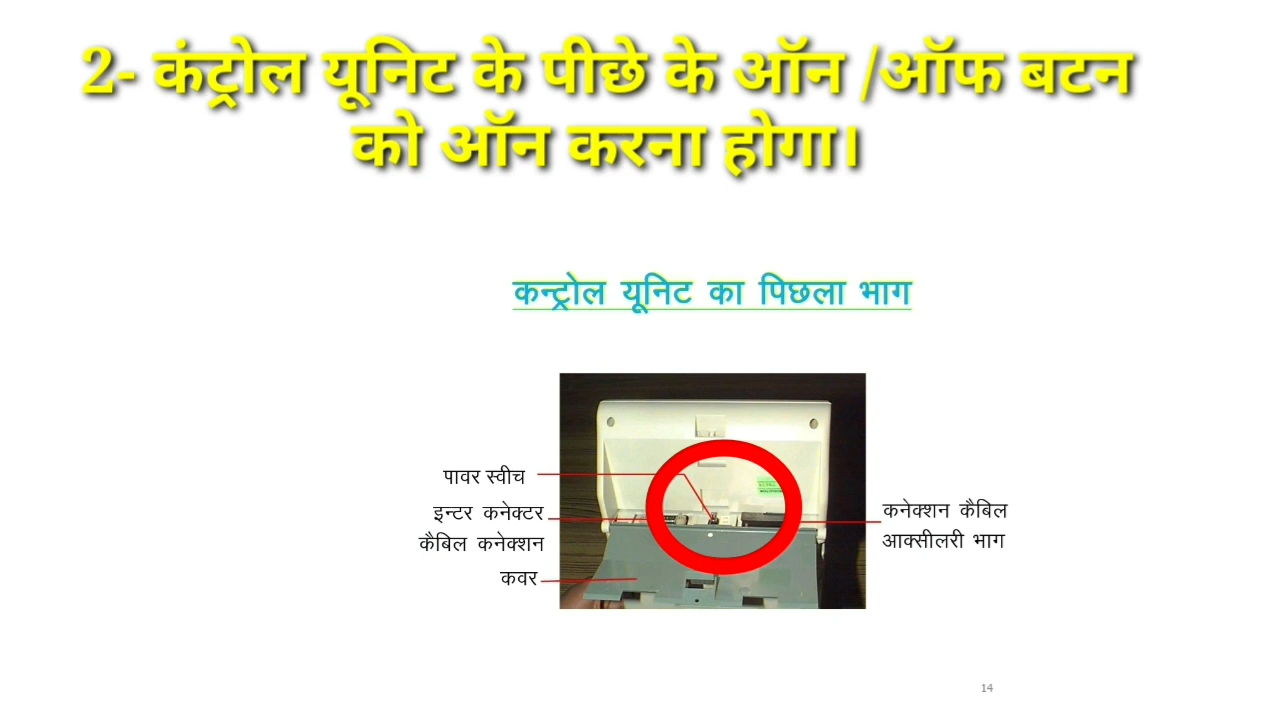 2- कंट्रोल यूनिट के पीछे के ऑन /ऑफ बटन
को ऑन करना होगा।
कन्ट्रोल यूनिट का पिछला भाग
पावर स्वीच
इन्टर कनेक्टर
कैबिल कनेक्शन
कवर
कनेक्शन कैबिल
आक्सीलरी भाग
14